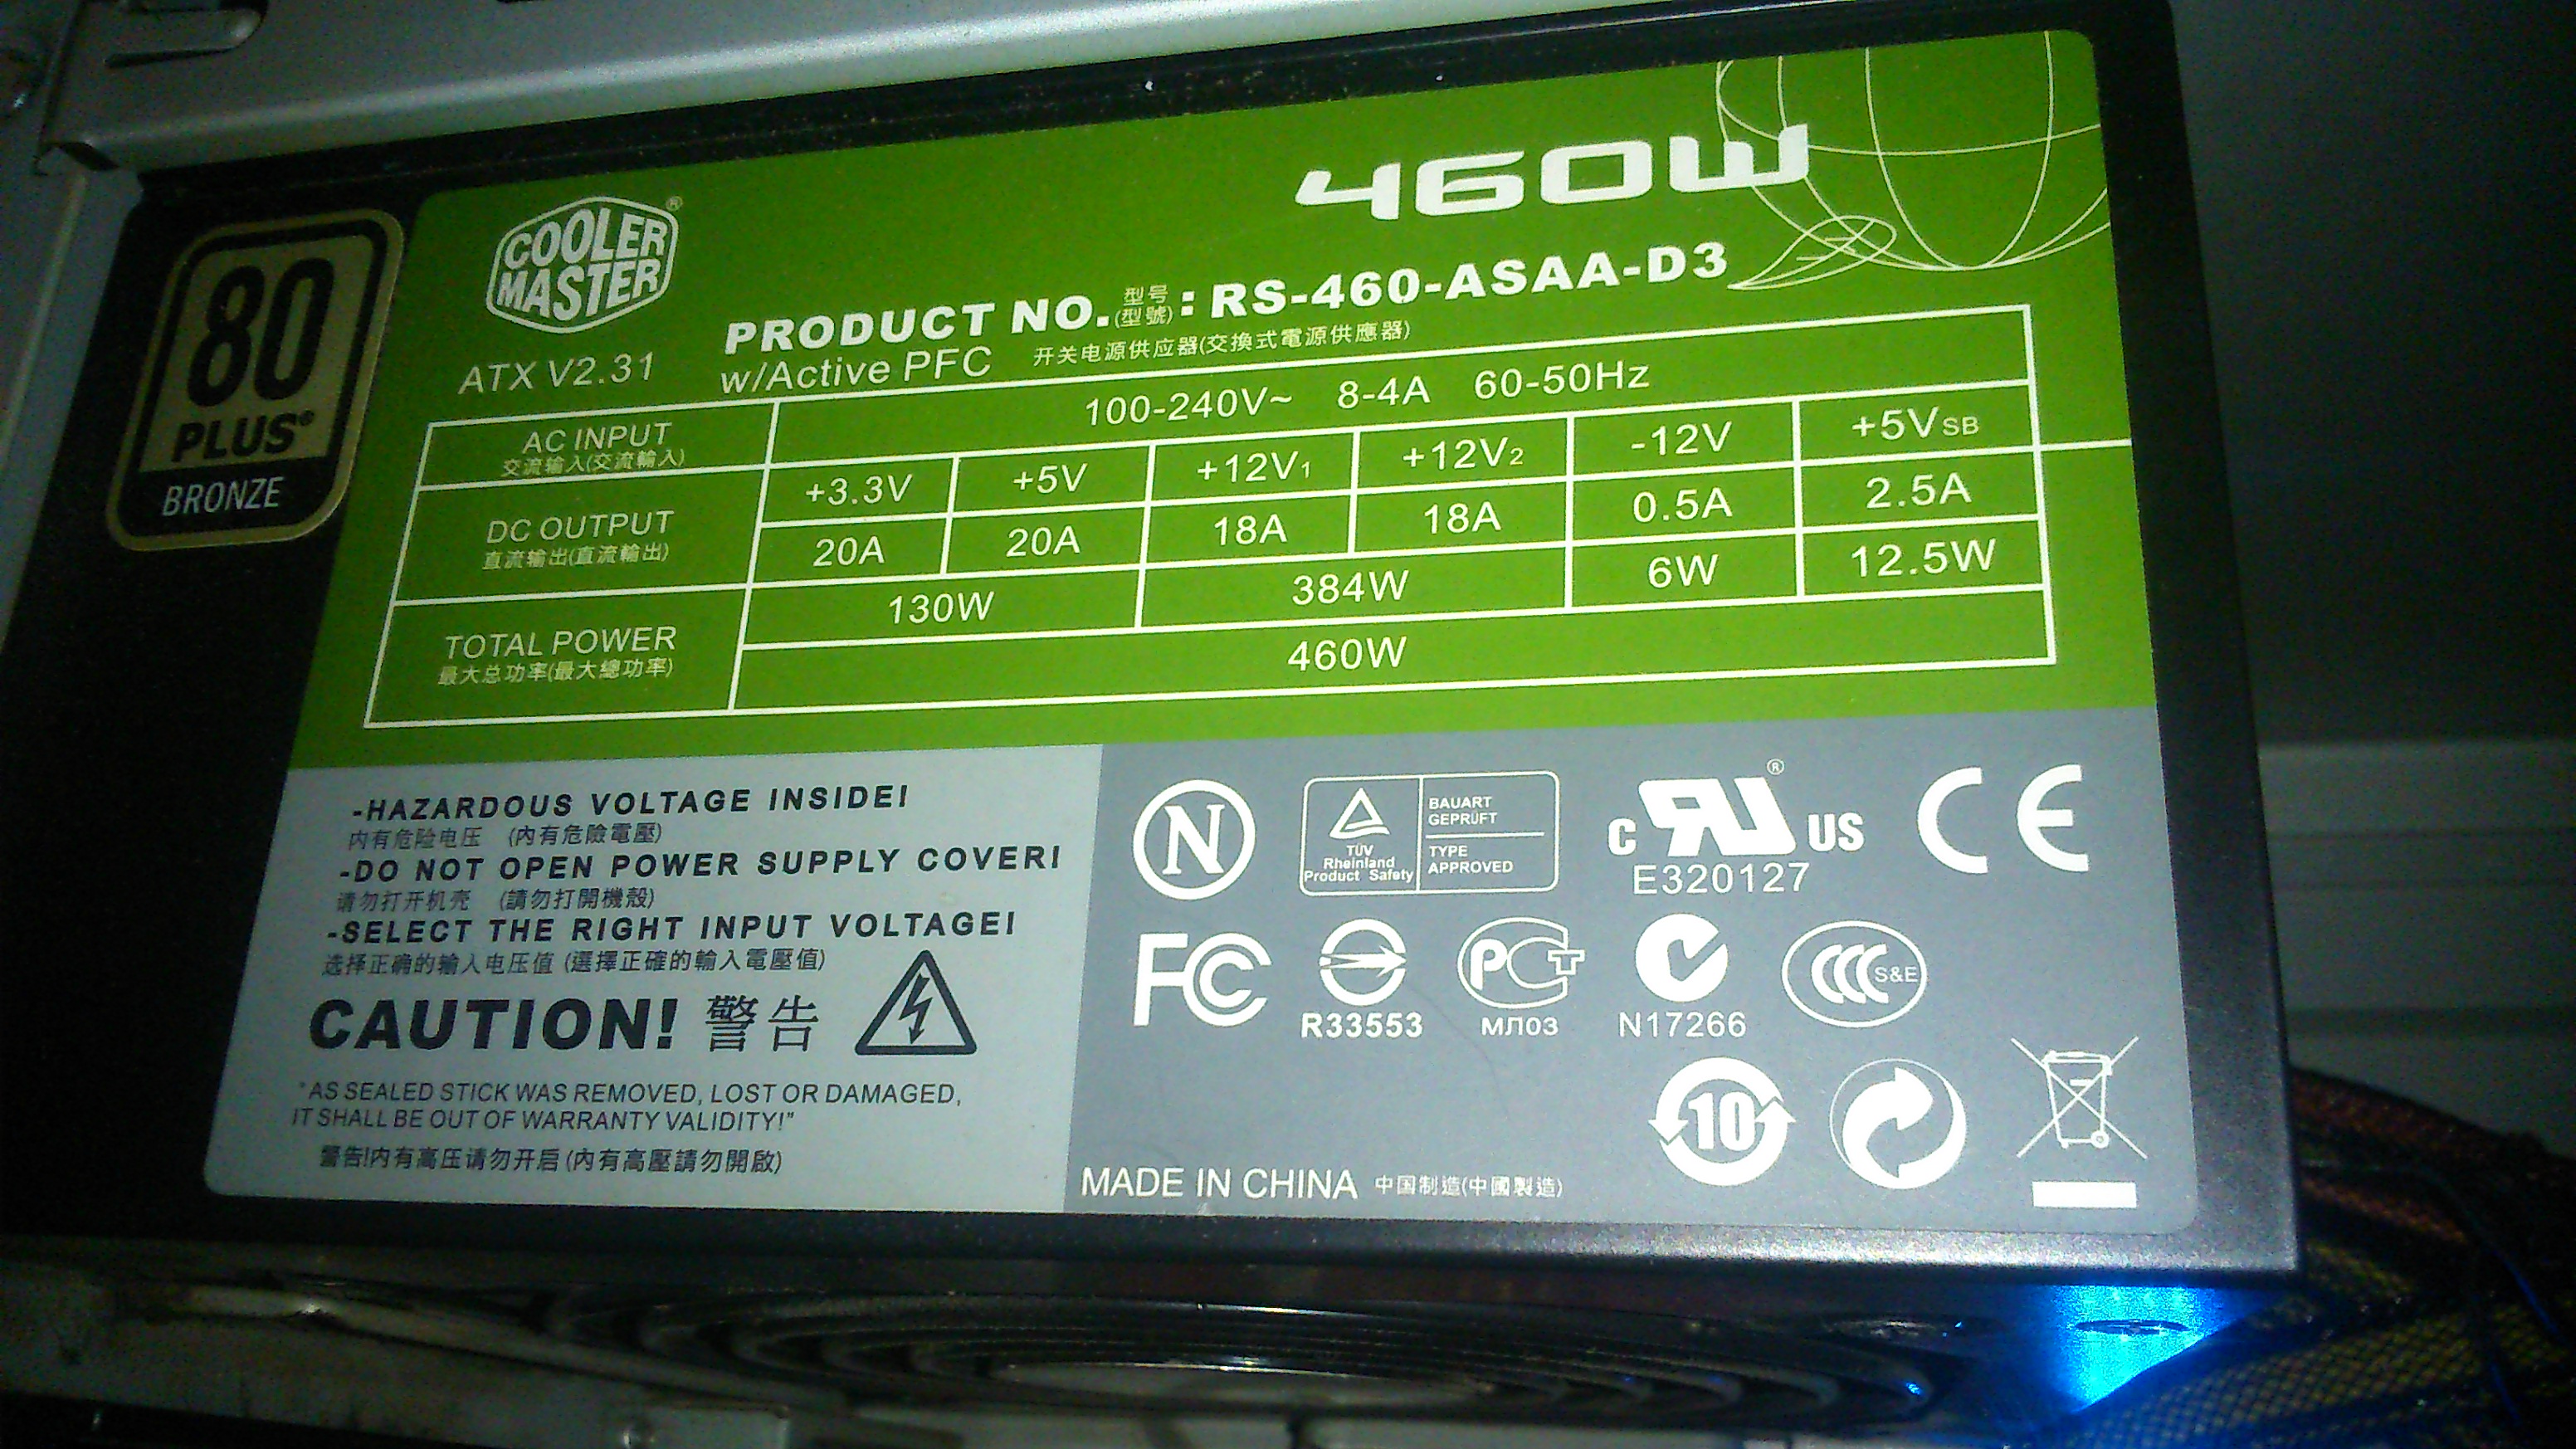 80
PLUS®
BRONZE
COOLER
MASTER®
460W
ATX V2.31
PRODUCT NO. 型号(型號) : RS-460-ASAA-D3
w/Active PFC 开关电源供应器(交換式電源供應器)
AC INPUT
交流输入(交流輸入)
100-240V~ 8-4A 60-50Hz
DC OUTPUT
直流输出(直流輸出)
+3.3V +5V +12V1 +12V2 -12V +5VSB
20A 20A 18A 18A 0.5A 2.5A
TOTAL POWER
最大总功率(最大總功率)
130W 384W 6W 12.5W
460W
-HAZARDOUS VOLTAGE INSIDE!
内有危险电压 (內有危險電壓)
-DO NOT OPEN POWER SUPPLY COVER!
请勿打开机壳 (請勿打開機殼)
-SELECT THE RIGHT INPUT VOLTAGE!
选择正确的输入电压值 (選擇正確的輸入電壓值)
CAUTION! 警告
"AS SEALED STICK WAS REMOVED, LOST OR DAMAGED,
IT SHALL BE OUT OF WARRANTY VALIDITY!"
警告!内有高压请勿开启 (內有高壓請勿開啟)
N
TÜV
Rheinland
Product Safety
BAUART
GEPRÜFT
TYPE
APPROVED
C RU® US
E320127
CE
FC
R33553
PCT
МЛ03
N17266
CCC S&E
10
MADE IN CHINA 中国制造(中國製造)